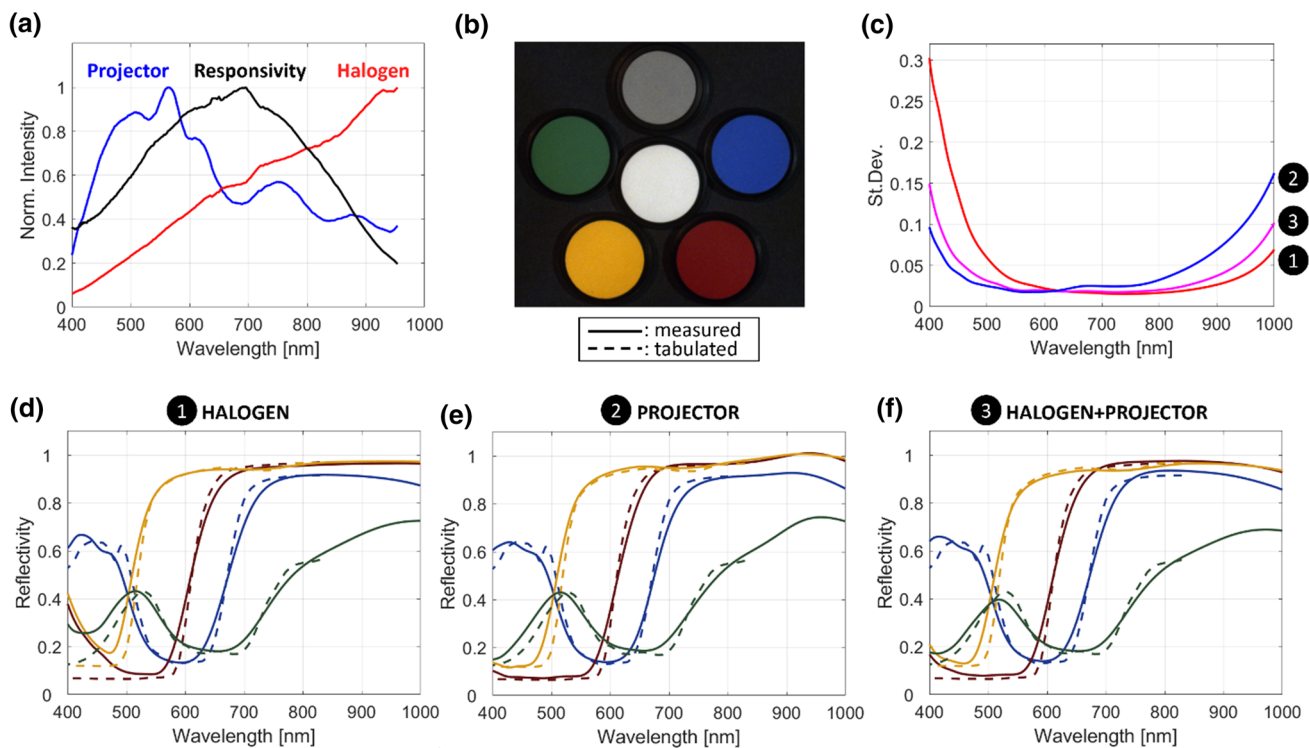 (a)
Projector Responsivity Halogen
Norm. Intensity
1
0.8
0.6
0.4
0.2
0
400 500 600 700 800 900 1000
Wavelength [nm]
(b)
: measured
: tabulated
(c)
St.Dev.
0.3
0.25
0.2
0.15
0.1
0.05
0
400 500 600 700 800 900 1000
Wavelength [nm]
2
3
1
(d)
1 HALOGEN
Reflectivity
1
0.8
0.6
0.4
0.2
0
400 500 600 700 800 900 1000
Wavelength [nm]
(e)
2 PROJECTOR
Reflectivity
1
0.8
0.6
0.4
0.2
0
400 500 600 700 800 900 1000
Wavelength [nm]
(f)
3 HALOGEN+PROJECTOR
Reflectivity
1
0.8
0.6
0.4
0.2
0
400 500 600 700 800 900 1000
Wavelength [nm]